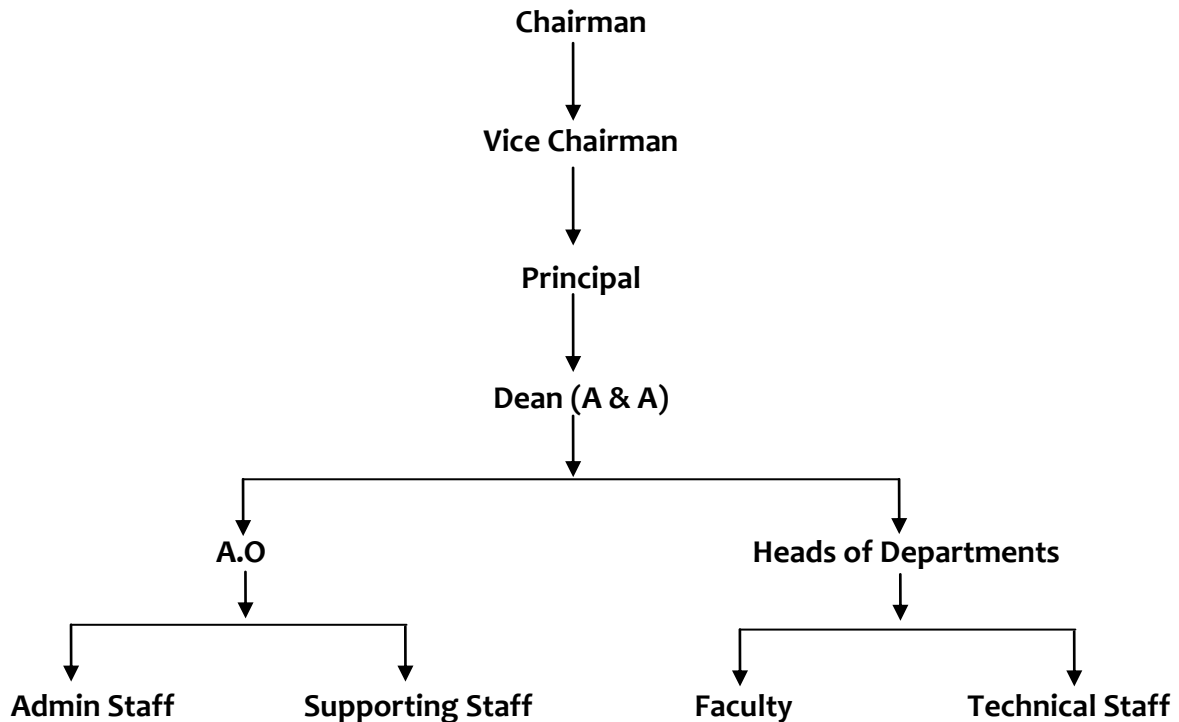 Chairman
Vice Chairman
Principal
Dean (A & A)
A.O
Heads of Departments
Admin Staff
Supporting Staff
Faculty
Technical Staff